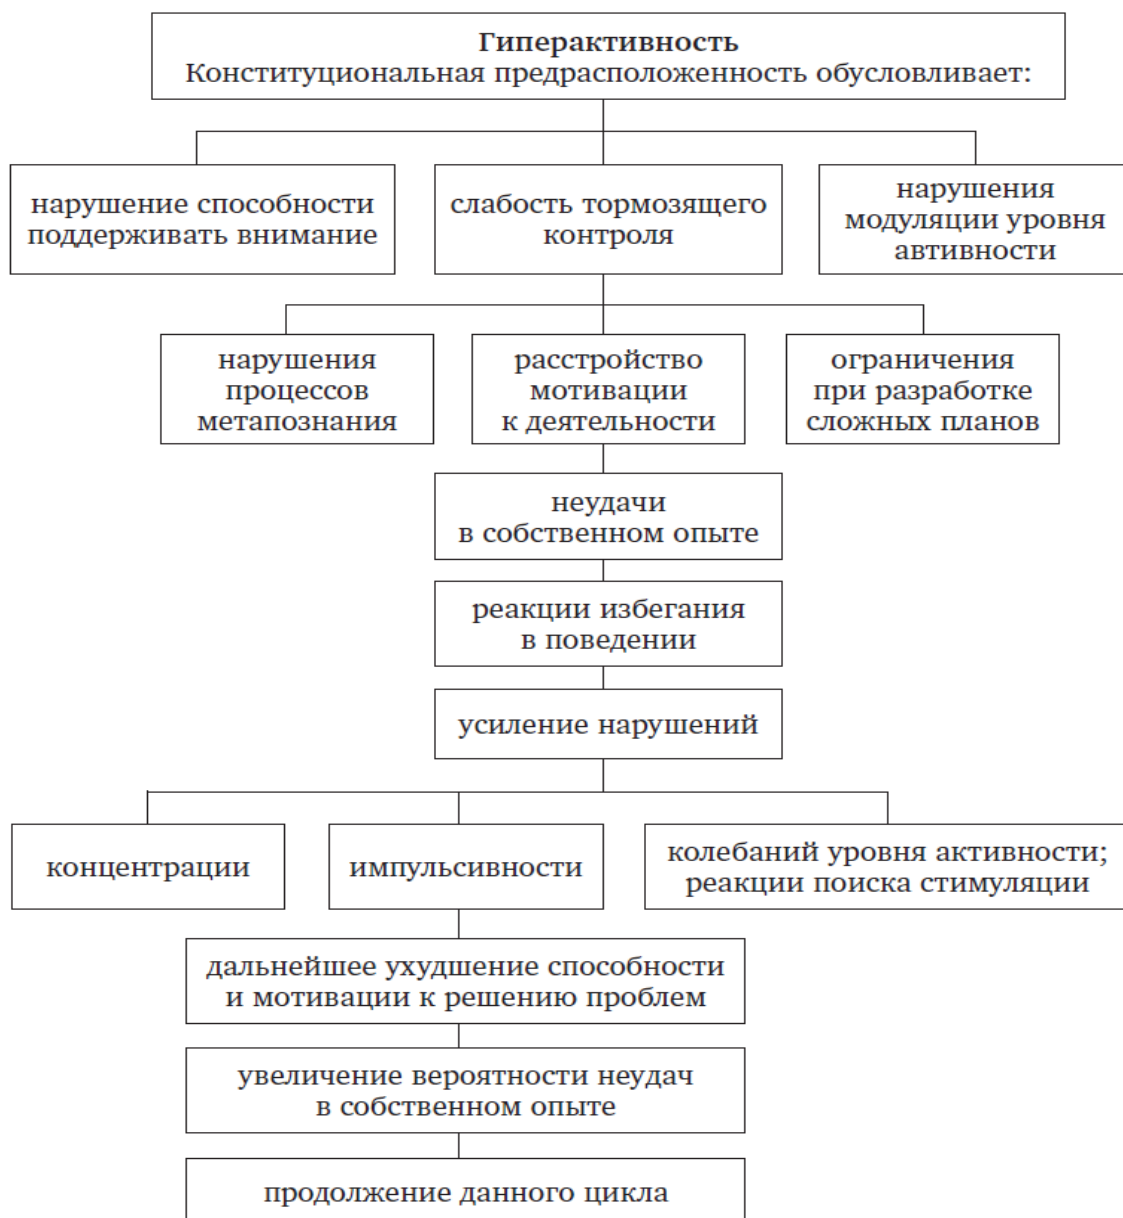 Гиперактивность
Конституциональная предрасположенность обусловливает:
нарушение способности
поддерживать внимание
слабость тормозящего
контроля
нарушения
модуляции уровня
автивности
нарушения
процессов
метапознания
расстройство
мотивации
к деятельности
ограничения
при разработке
сложных планов
неудачи
в собственном опыте
реакции избегания
в поведении
усиление нарушений
концентрации
импульсивности
колебаний уровня активности;
реакции поиска стимуляции
дальнейшее ухудшение способности
и мотивации к решению проблем
увеличение вероятности неудач
в собственном опыте
продолжение данного цикла